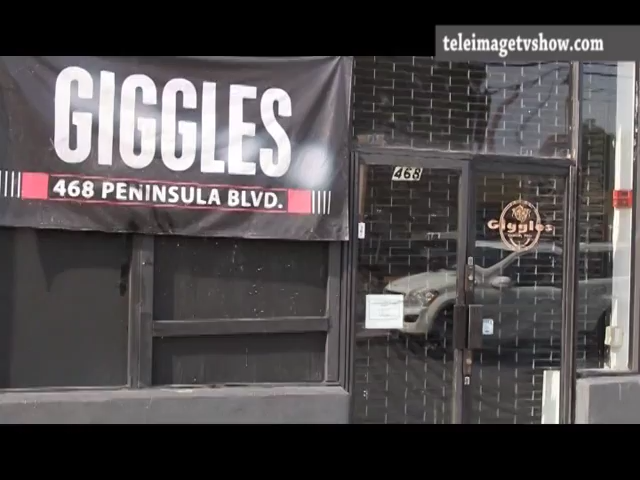 teleimagetvshow.com
GIGGLES
468 PENINSULA BLVD.
468
Giggles